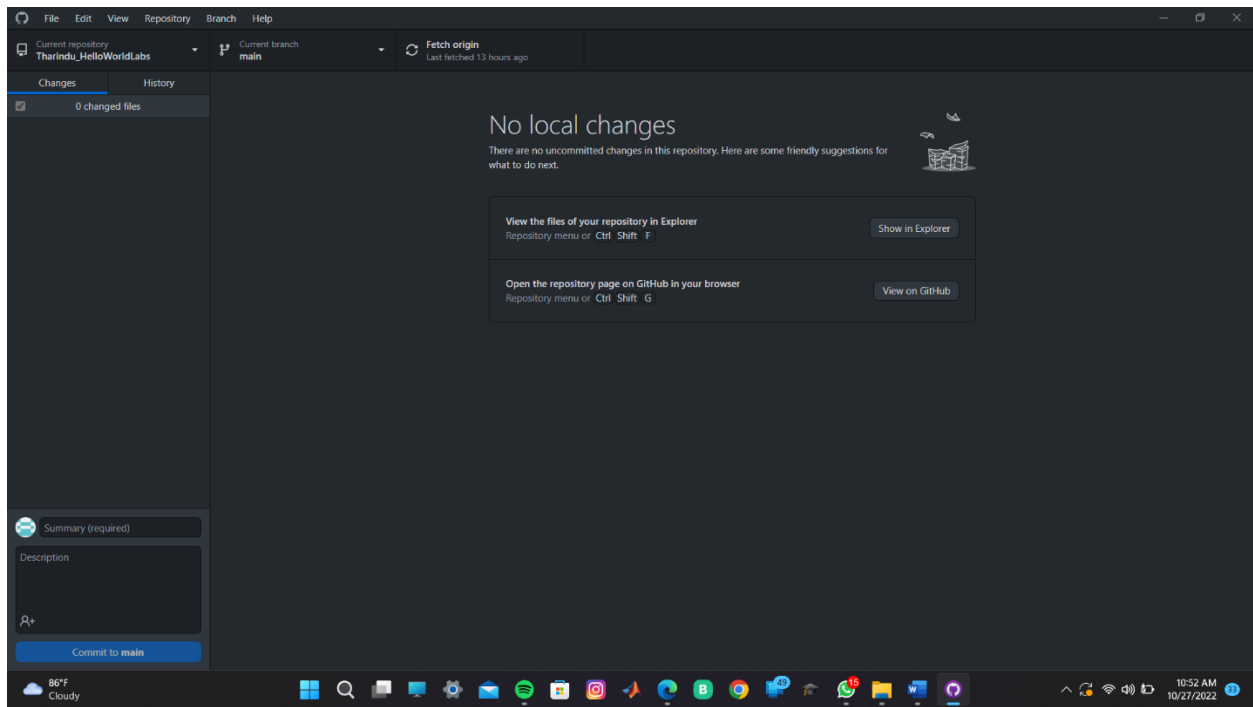 File Edit View Repository Branch Help
Current repository
Tharindu_HelloWorldLabs
Current branch
main
Fetch origin
Last fetched 13 hours ago
Changes History
0 changed files
No local changes
There are no uncommitted changes in this repository. Here are some friendly suggestions for
what to do next.
View the files of your repository in Explorer
Repository menu or Ctrl Shift F
Show in Explorer
Open the repository page on GitHub in your browser
Repository menu or Ctrl Shift G
View on GitHub
Summary (required)
Description
Commit to main
86°F
Cloudy
B
49
15
W
10:52 AM
10/27/2022
33